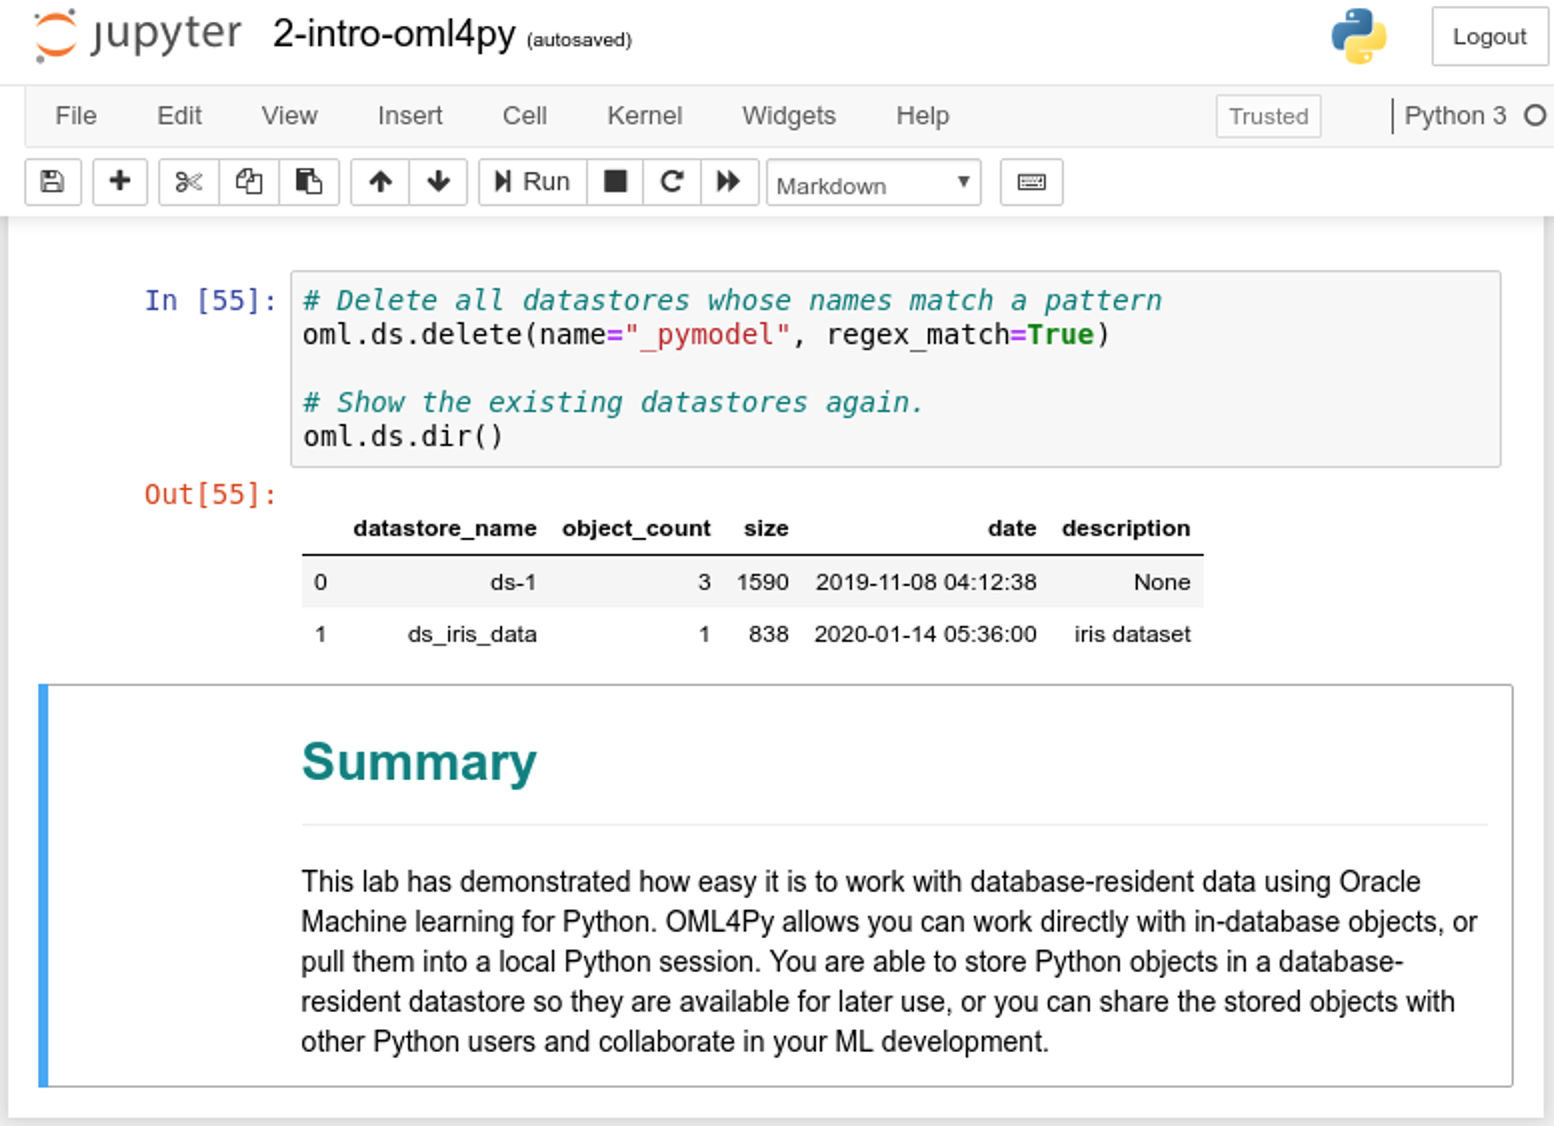 jupyter 2-intro-oml4py (autosaved) Logout
File Edit View Insert Cell Kernel Widgets Help Trusted Python 3
Run Markdown
In [55]: # Delete all datastores whose names match a pattern
oml.ds.delete(name="_pymodel", regex_match=True)
# Show the existing datastores again.
oml.ds.dir()
Out[55]:
datastore_name object_count size date description
0 ds-1 3 1590 2019-11-08 04:12:38 None
1 ds_iris_data 1 838 2020-01-14 05:36:00 iris dataset
Summary
This lab has demonstrated how easy it is to work with database-resident data using Oracle
Machine learning for Python. OML4Py allows you can work directly with in-database objects, or
pull them into a local Python session. You are able to store Python objects in a database-
resident datastore so they are available for later use, or you can share the stored objects with
other Python users and collaborate in your ML development.